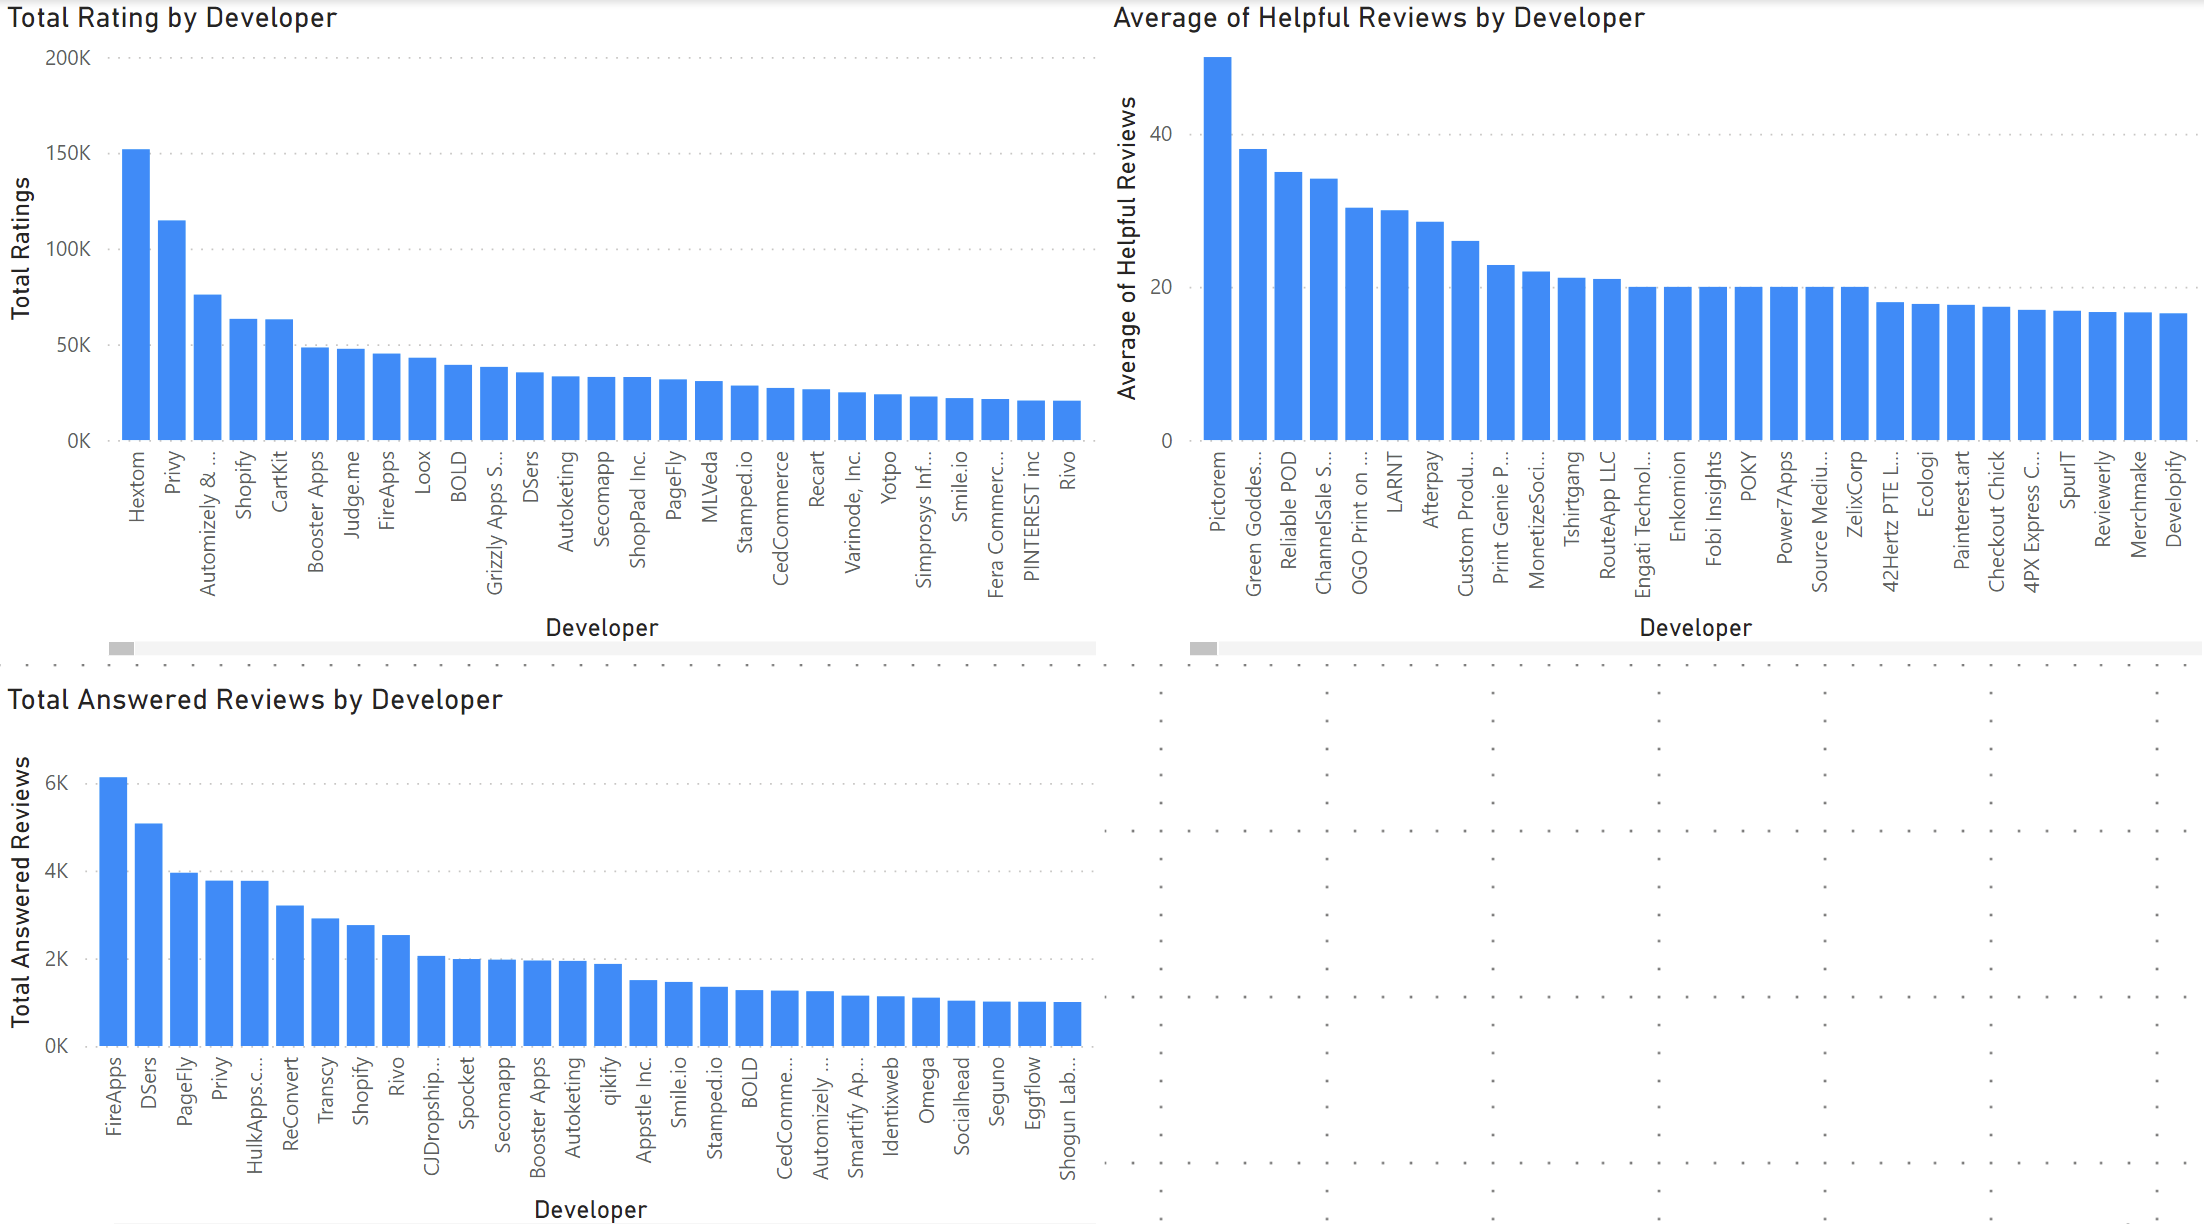 Total Rating by Developer
Total Ratings
200K
150K
100K
50K
0K
Hextom
Privy
Automizely & ...
Shopify
CartKit
Booster Apps
Judge.me
FireApps
Loox
BOLD
Grizzly Apps S...
DSers
Autoketing
Secomapp
ShopPad Inc.
PageFly
MLVeda
Stamped.io
CedCommerce
Recart
Varinode, Inc.
Yotpo
Simprosys Inf...
Smile.io
Fera Commerc...
PINTEREST inc
Rivo
Developer
Average of Helpful Reviews by Developer
Average of Helpful Reviews
40
20
0
Pictorem
Green Goddes...
Reliable POD
ChannelSale S...
OGO Print on ...
LARNT
Afterpay
Custom Produ...
Print Genie P...
MonetizeSoci...
Tshirtgang
RouteApp LLC
Engati Technol...
Enkomion
Fobi Insights
POKY
Power7Apps
Source Mediu...
ZelixCorp
42Hertz PTE L...
Ecologi
Painterest.art
Checkout Chick
4PX Express C...
SpurIT
Reviewerly
Merchmake
Developify
Developer
Total Answered Reviews by Developer
Total Answered Reviews
6K
4K
2K
0K
FireApps
DSers
PageFly
Privy
HulkApps.c...
ReConvert
Transcy
Shopify
Rivo
CJDropship...
Spocket
Secomapp
Booster Apps
Autoketing
qikify
Appstle Inc.
Smile.io
Stamped.io
BOLD
CedComme...
Automizely ...
Smartify Ap...
Identixweb
Omega
Socialhead
Seguno
Eggflow
Shogun Lab...
Developer